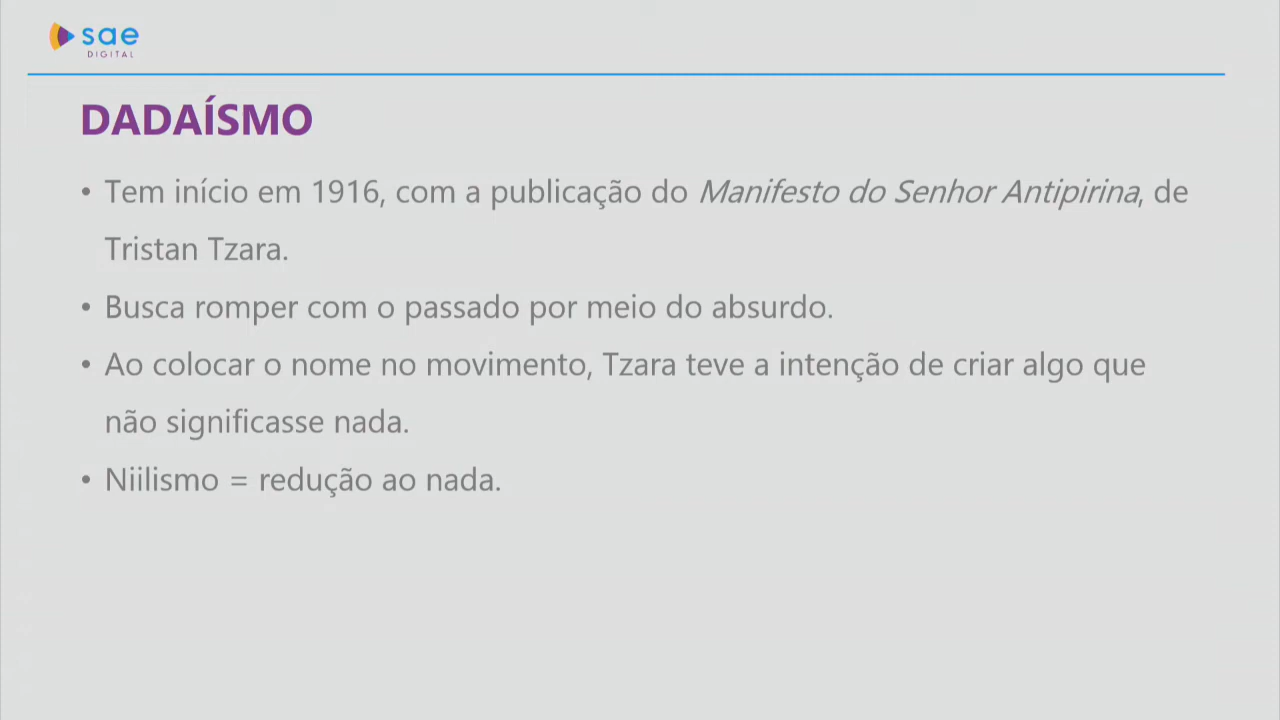 sae
DIGITAL
DADAÍSMO
• Tem início em 1916, com a publicação do Manifesto do Senhor Antipirina, de
Tristan Tzara.
• Busca romper com o passado por meio do absurdo.
• Ao colocar o nome no movimento, Tzara teve a intenção de criar algo que
não significasse nada.
• Niilismo = redução ao nada.